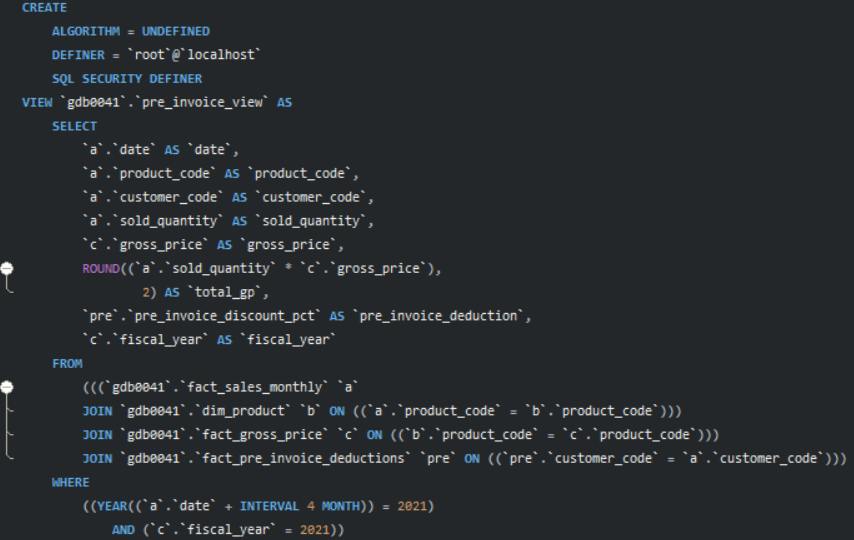 CREATE
ALGORITHM = UNDEFINED
DEFINER = `root`@`localhost`
SQL SECURITY DEFINER
VIEW `gdb0041`.`pre_invoice_view` AS
SELECT
`a`.`date` AS `date`,
`a`.`product_code` AS `product_code`,
`a`.`customer_code` AS `customer_code`,
`a`.`sold_quantity` AS `sold_quantity`,
`c`.`gross_price` AS `gross_price`,
ROUND((`a`.`sold_quantity` * `c`.`gross_price`),
2) AS `total_gp`,
`pre`.`pre_invoice_discount_pct` AS `pre_invoice_deduction`,
`c`.`fiscal_year` AS `fiscal_year`
FROM
(((`gdb0041`.`fact_sales_monthly` `a`
JOIN `gdb0041`.`dim_product` `b` ON ((`a`.`product_code` = `b`.`product_code`)))
JOIN `gdb0041`.`fact_gross_price` `c` ON ((`b`.`product_code` = `c`.`product_code`)))
JOIN `gdb0041`.`fact_pre_invoice_deductions` `pre` ON ((`pre`.`customer_code` = `a`.`customer_code`)))
WHERE
((YEAR((`a`.`date` + INTERVAL 4 MONTH)) = 2021)
AND (`c`.`fiscal_year` = 2021))